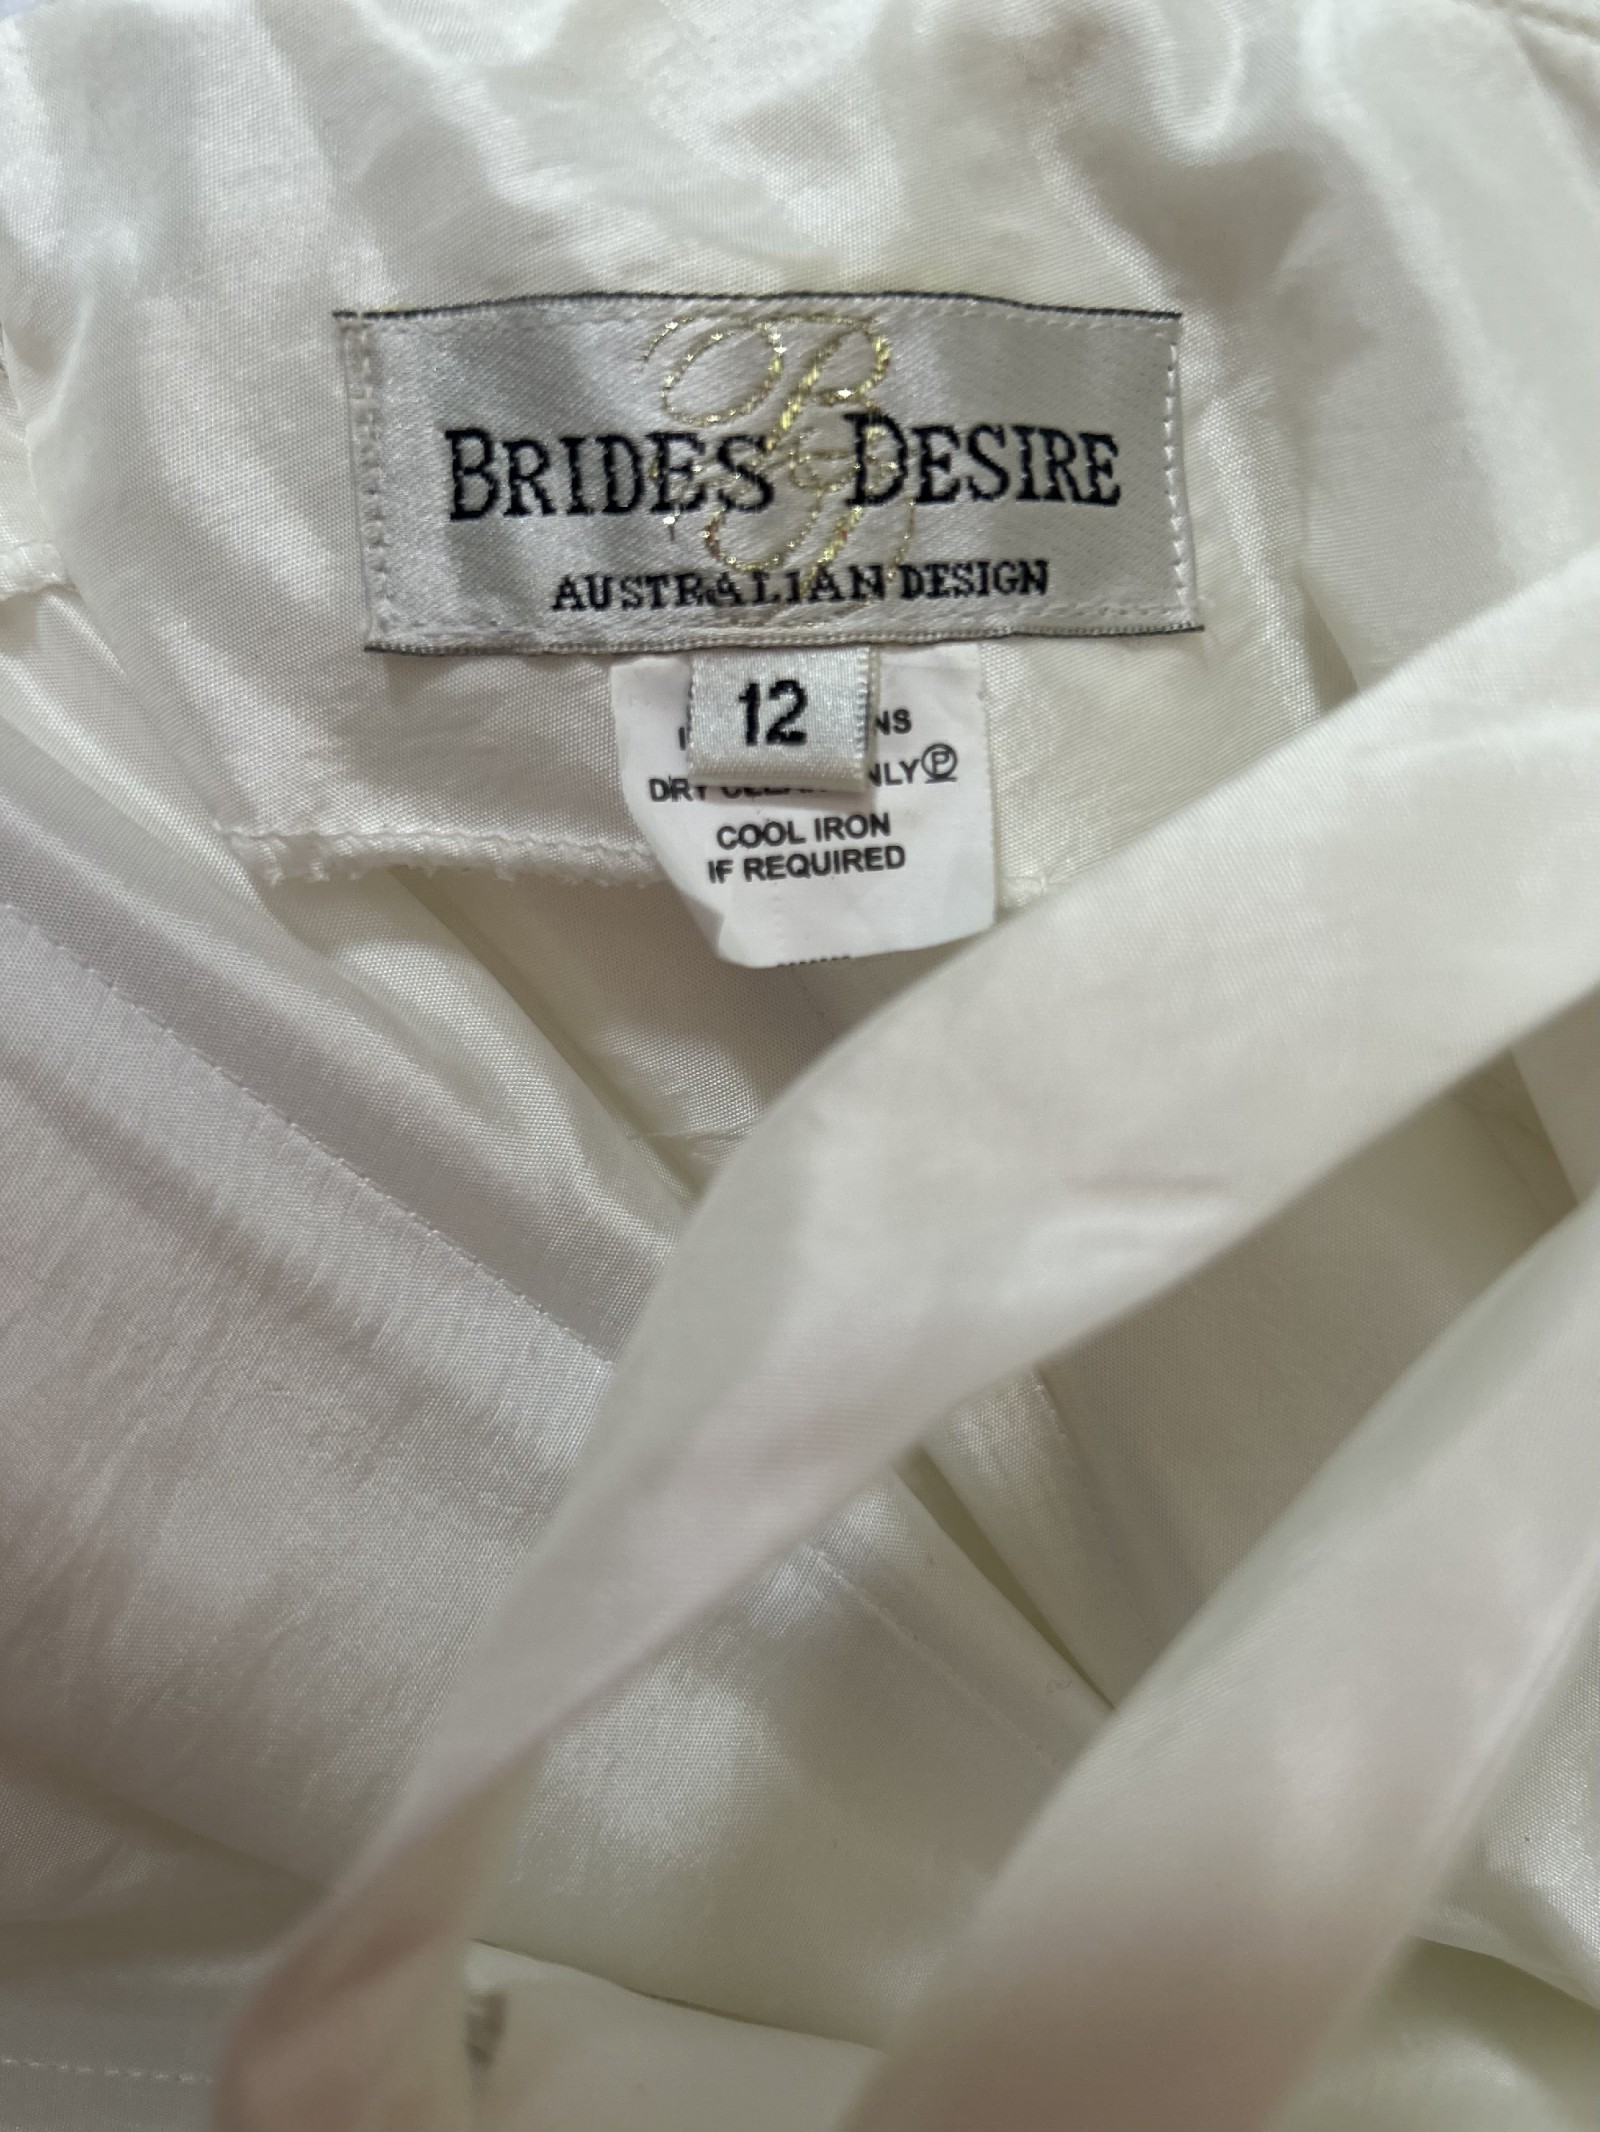 BRIDES DESIRE
AUSTRALIAN DESIGN
12
COOL IRON
IF REQUIRED